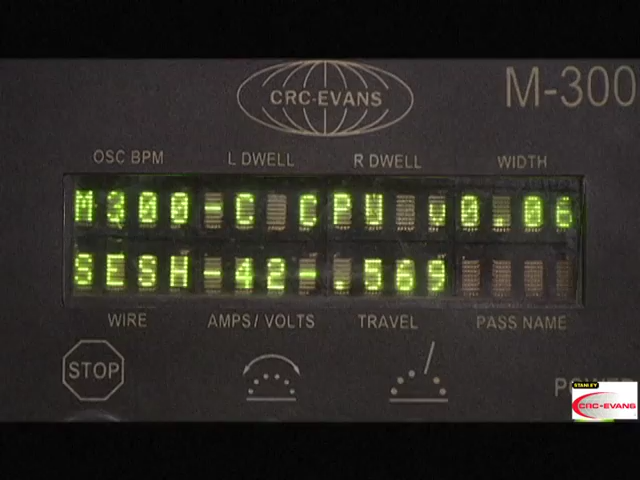 CRC-EVANS
M-300
OSC BPM L DWELL R DWELL WIDTH
M300-C CPU v0.06
SESH-42-.569
WIRE AMPS/VOLTS TRAVEL PASS NAME
STOP
STANLEY
CRC-EVANS